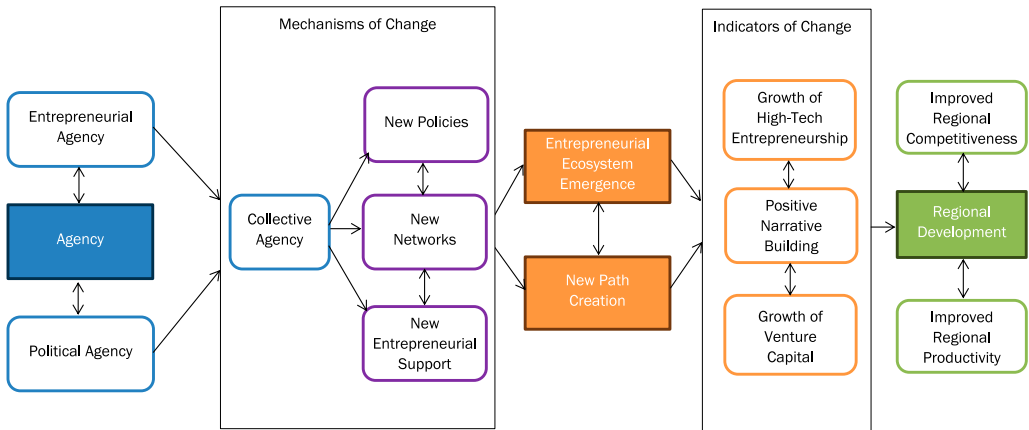 Mechanisms of Change
Indicators of Change
Entrepreneurial
Agency
Agency
Political Agency
Collective
Agency
New Policies
New
Networks
New
Entrepreneurial
Support
Entrepreneurial
Ecosystem
Emergence
New Path
Creation
Growth of
High-Tech
Entrepreneurship
Positive
Narrative
Building
Growth of
Venture
Capital
Improved
Regional
Competitiveness
Regional
Development
Improved
Regional
Productivity